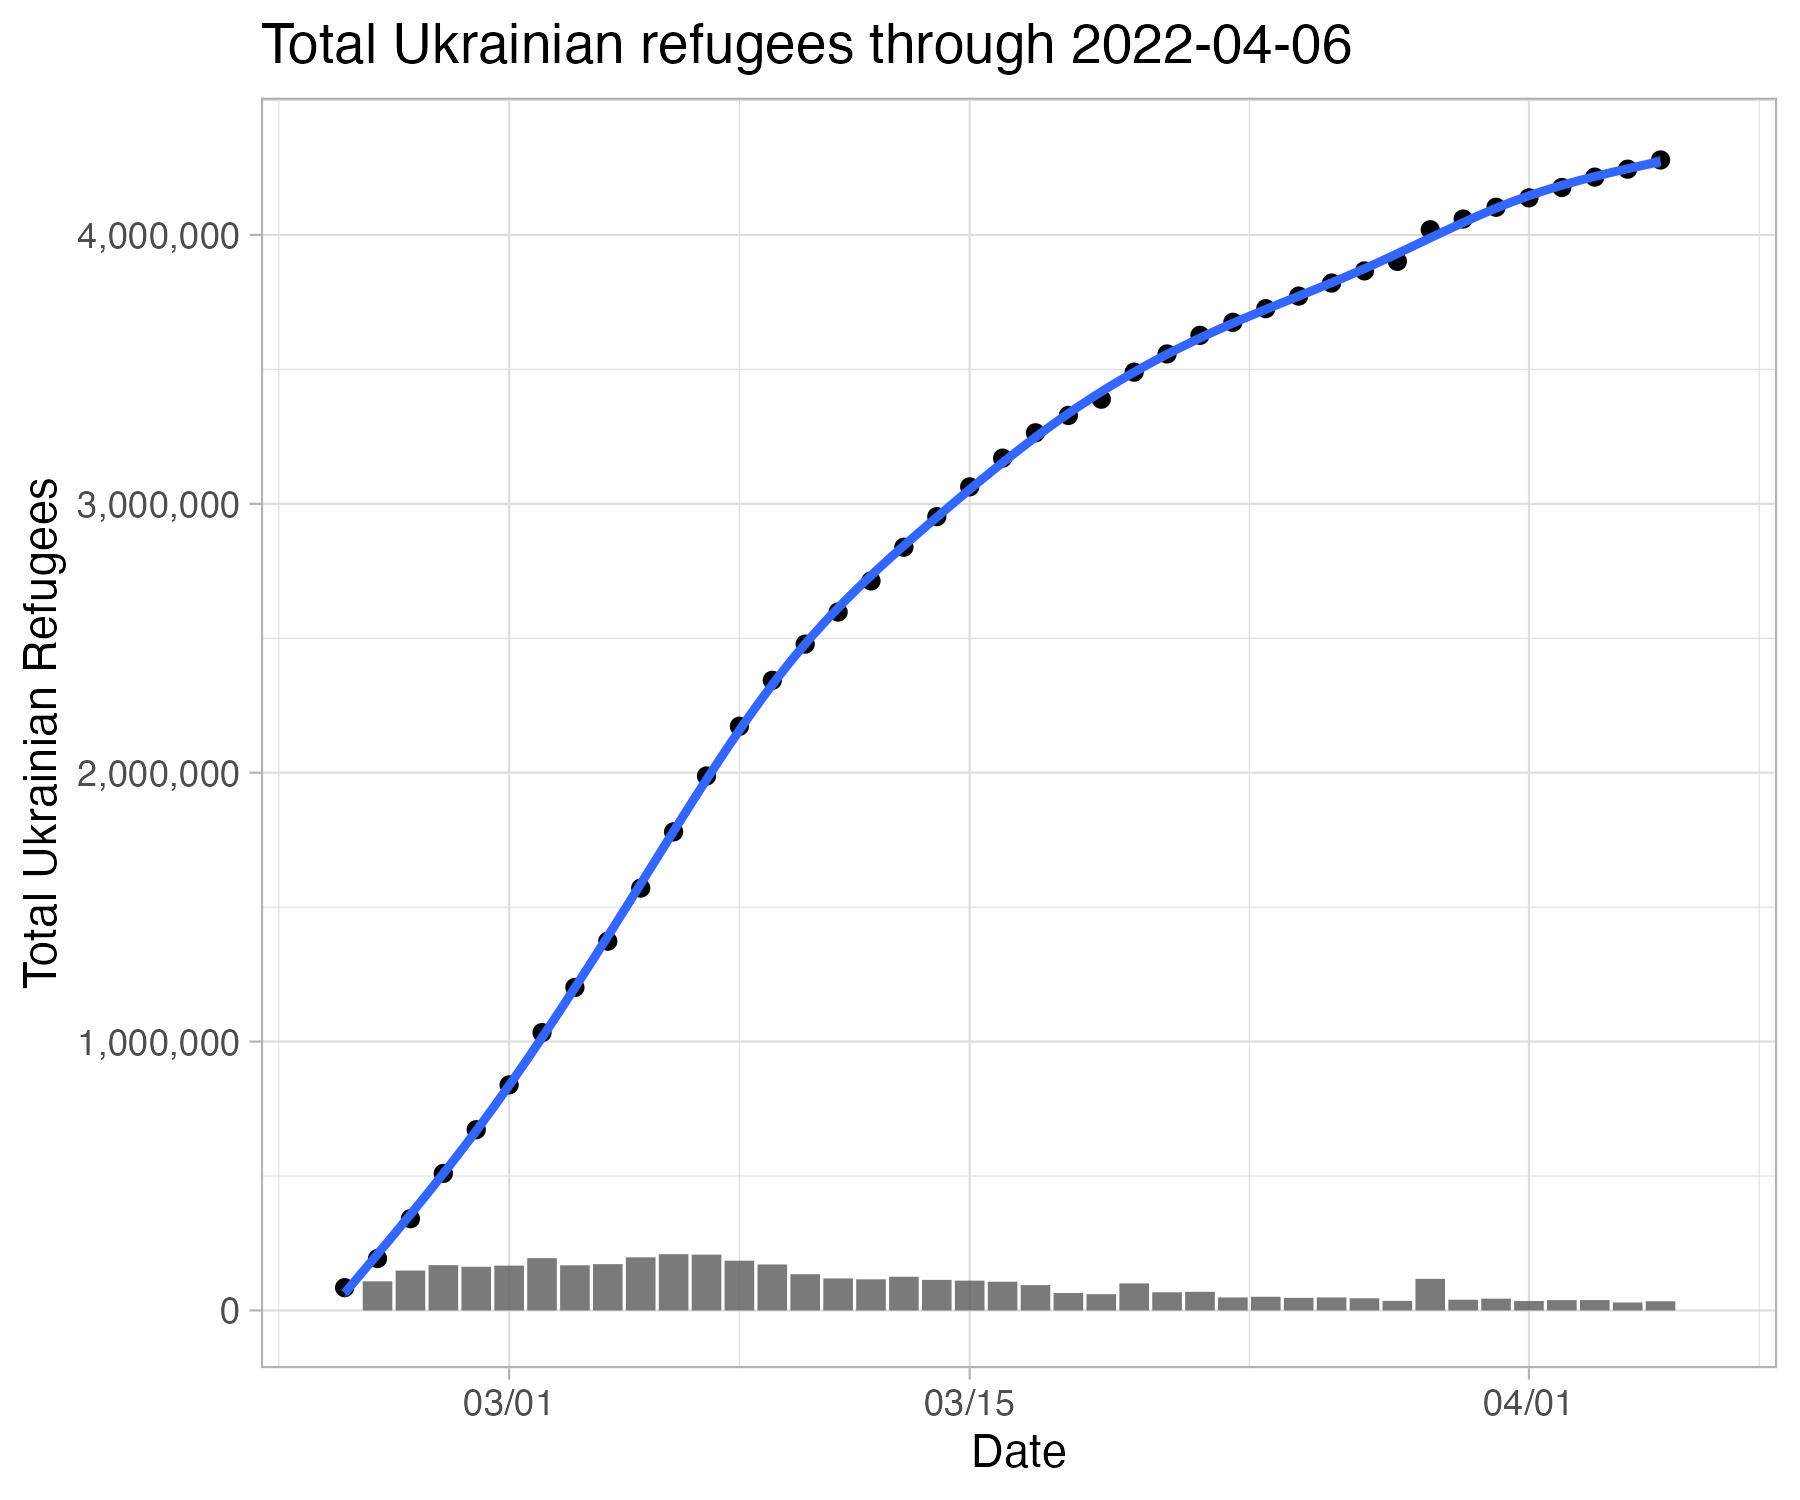 Total Ukrainian refugees through 2022-04-06
Total Ukrainian Refugees
4,000,000
3,000,000
2,000,000
1,000,000
0
03/01 03/15 04/01
Date